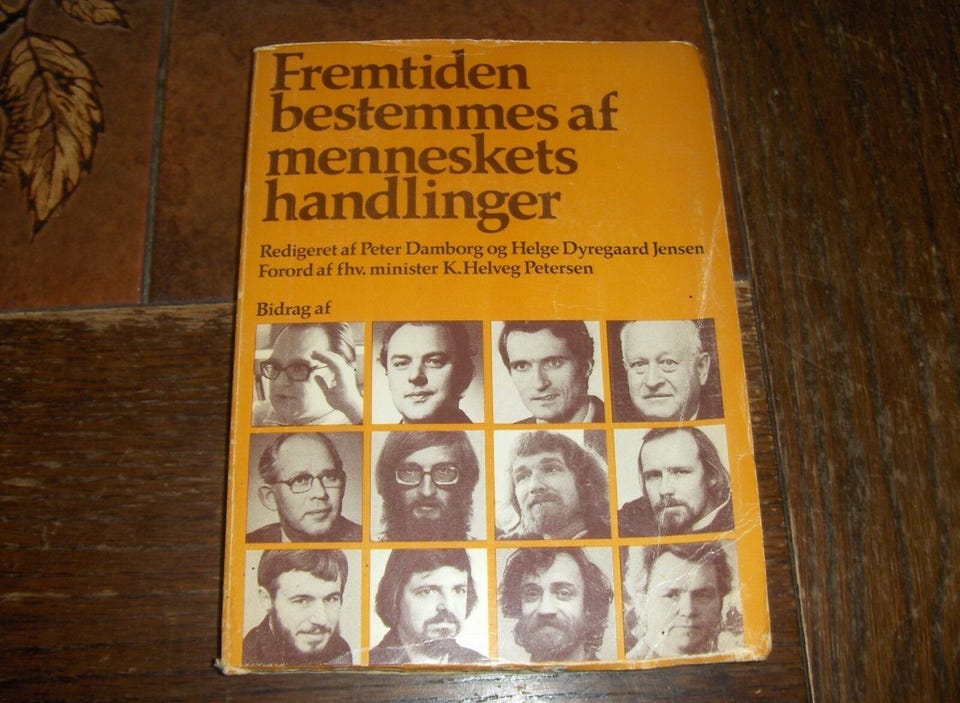 Fremtiden
bestemmes af
menneskets
handlinger
Redigeret af Peter Damborg og Helge Dyregaard Jensen
Forord af fhv. minister K. Helveg Petersen
Bidrag af